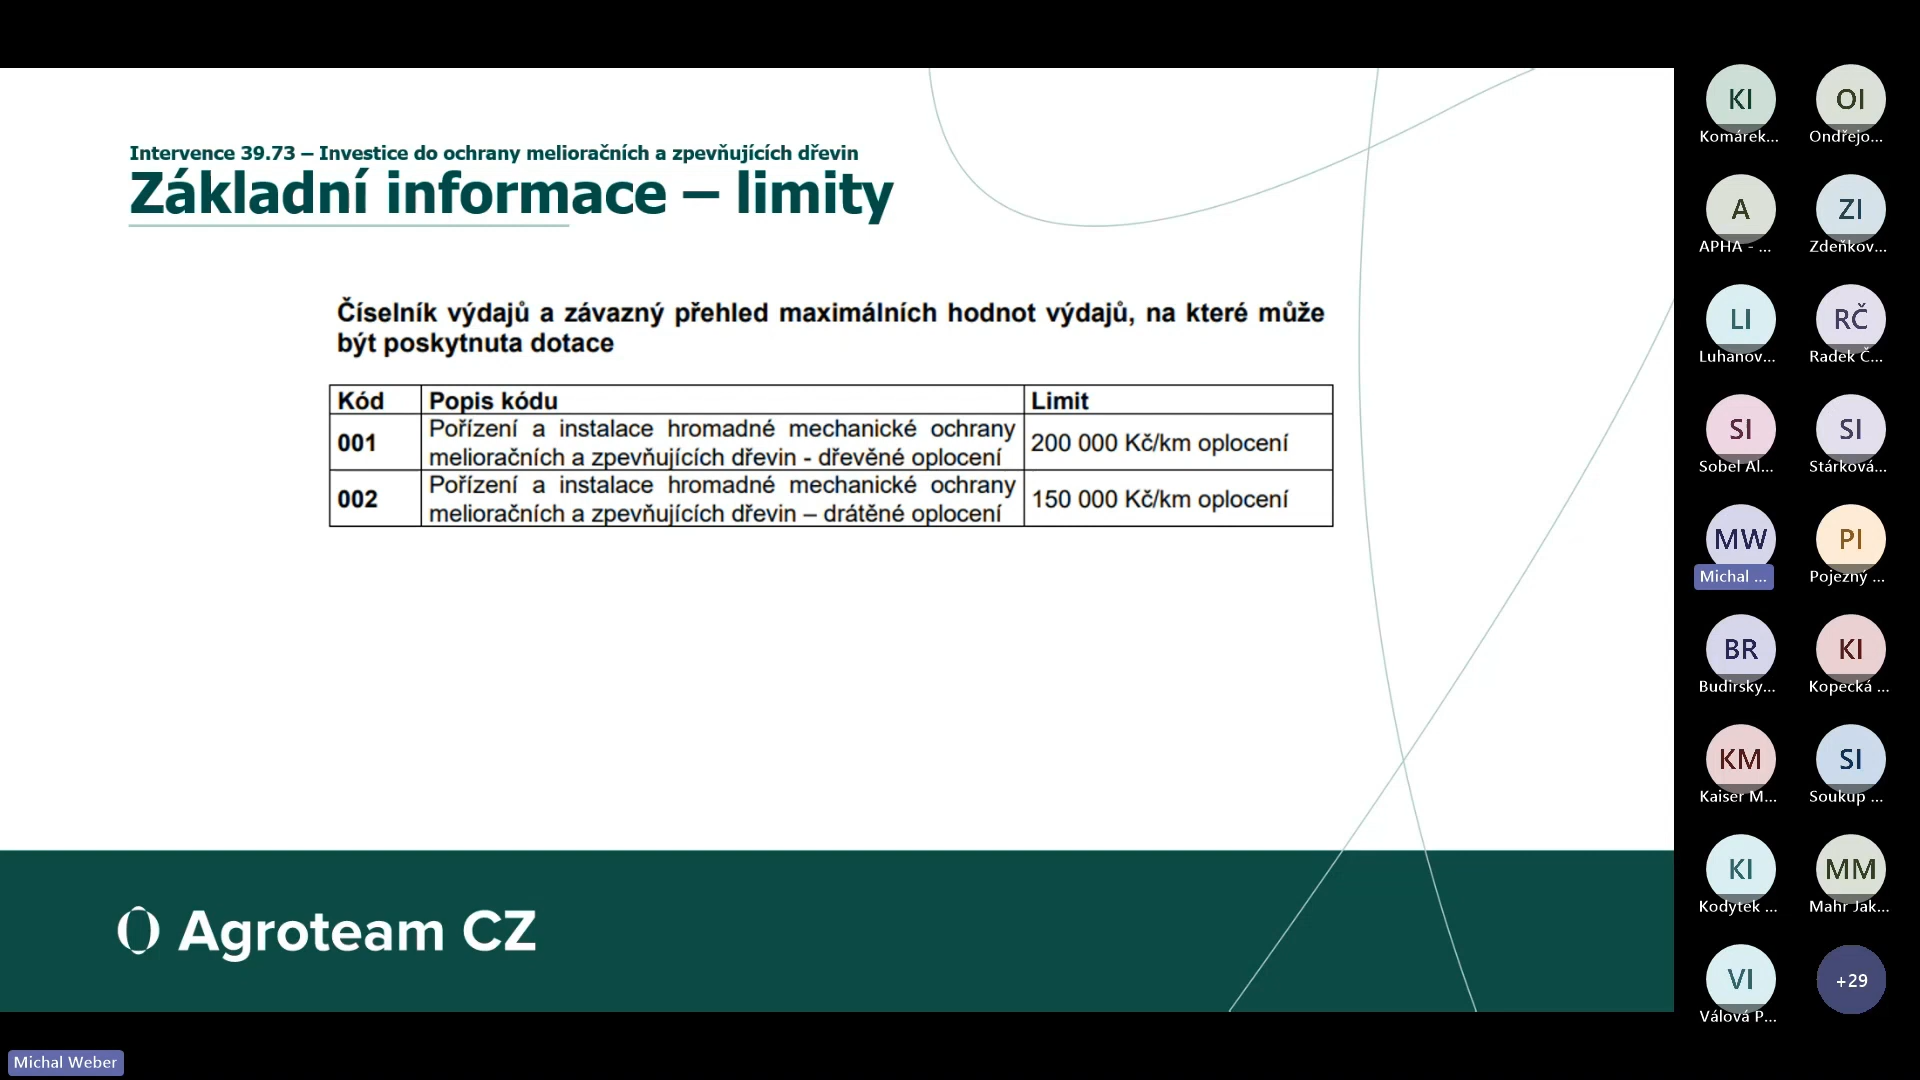 Intervence 39.73 – Investice do ochrany melioračních a zpevňujících dřevin
Základní informace – limity
Číselník výdajů a závazný přehled maximálních hodnot výdajů, na které může
být poskytnuta dotace
Kód Popis kódu Limit
001 Pořízení a instalace hromadné mechanické ochrany
melioračních a zpevňujících dřevin - dřevěné oplocení 200 000 Kč/km oplocení
002 Pořízení a instalace hromadné mechanické ochrany
melioračních a zpevňujících dřevin – drátěné oplocení 150 000 Kč/km oplocení
Agroteam CZ
Michal Weber
KI OI
Komárek... Ondřejo...
A ZI
APHA - ... Zdeňkov...
LI RČ
Luhanov... Radek Č...
SI SI
Sobel Al... Stárková...
MW PI
Michal ... Pojezný ...
BR KI
Budirsky... Kopecká ...
KM SI
Kaiser M... Soukup ...
KI MM
Kodytek ... Mahr Jak...
VI +29
Válová P...